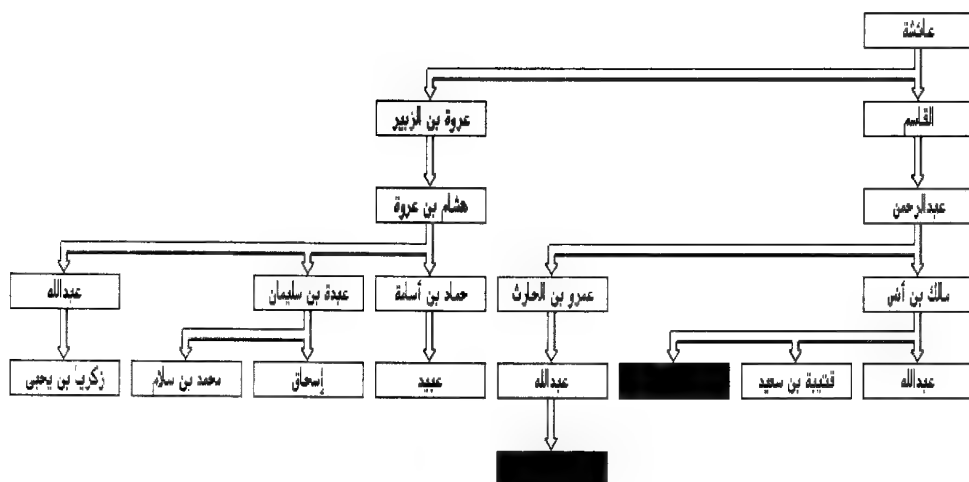 عائشة
القاسم
عروة بن الزبير
عبدالرحمن
هشام بن عروة
مالك بن أنس
عمرو بن الحارث
حماد بن أسامة
عبدة بن سليمان
عبدالله
عبدالله
قتيبة بن سعيد
عبدالله
عبيد
إسحاق
محمد بن سلام
زكريا بن يحيى